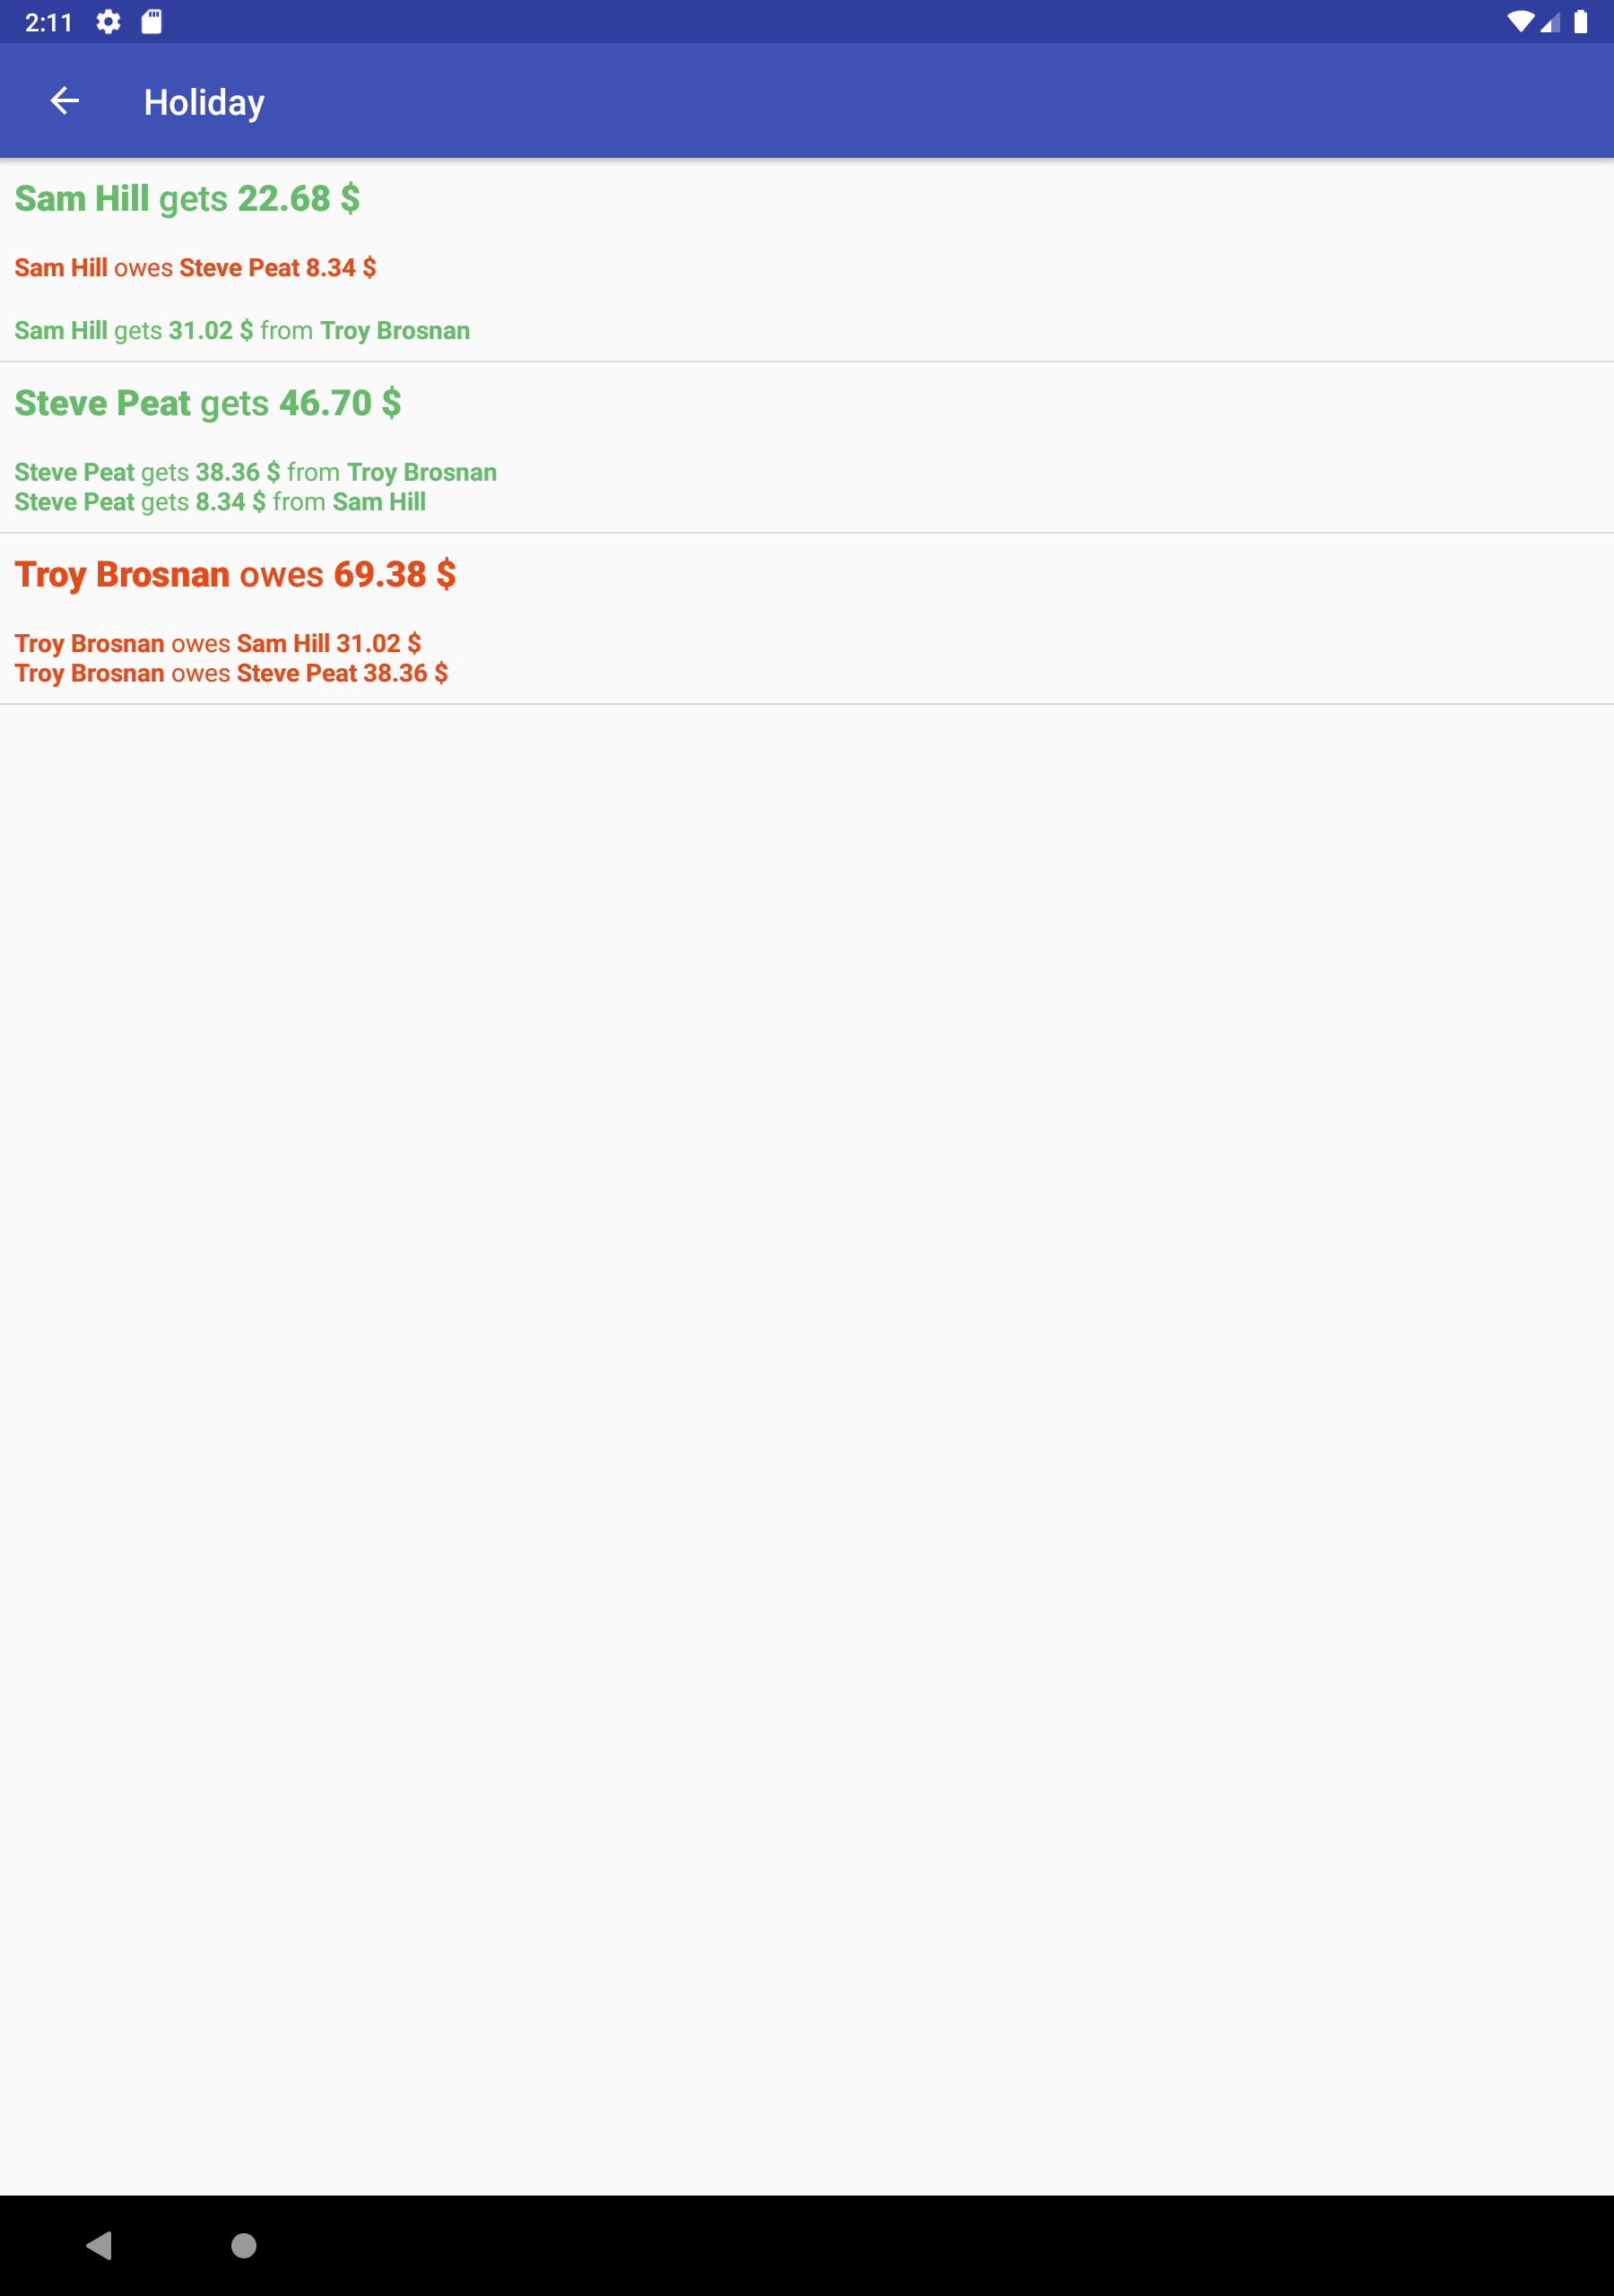 2:11
Holiday
Sam Hill gets 22.68 $
Sam Hill owes Steve Peat 8.34 $
Sam Hill gets 31.02 $ from Troy Brosnan
Steve Peat gets 46.70 $
Steve Peat gets 38.36 $ from Troy Brosnan
Steve Peat gets 8.34 $ from Sam Hill
Troy Brosnan owes 69.38 $
Troy Brosnan owes Sam Hill 31.02 $
Troy Brosnan owes Steve Peat 38.36 $